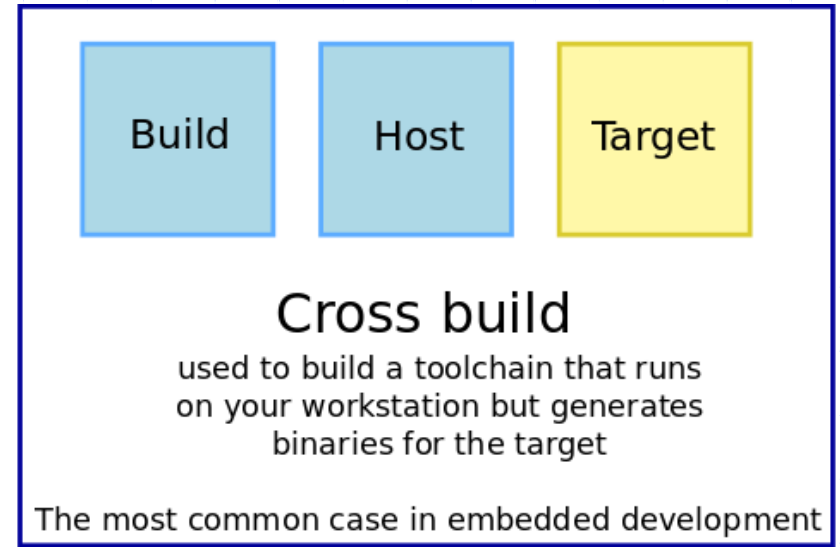 Build Host Target
Cross build
used to build a toolchain that runs
on your workstation but generates
binaries for the target
The most common case in embedded development